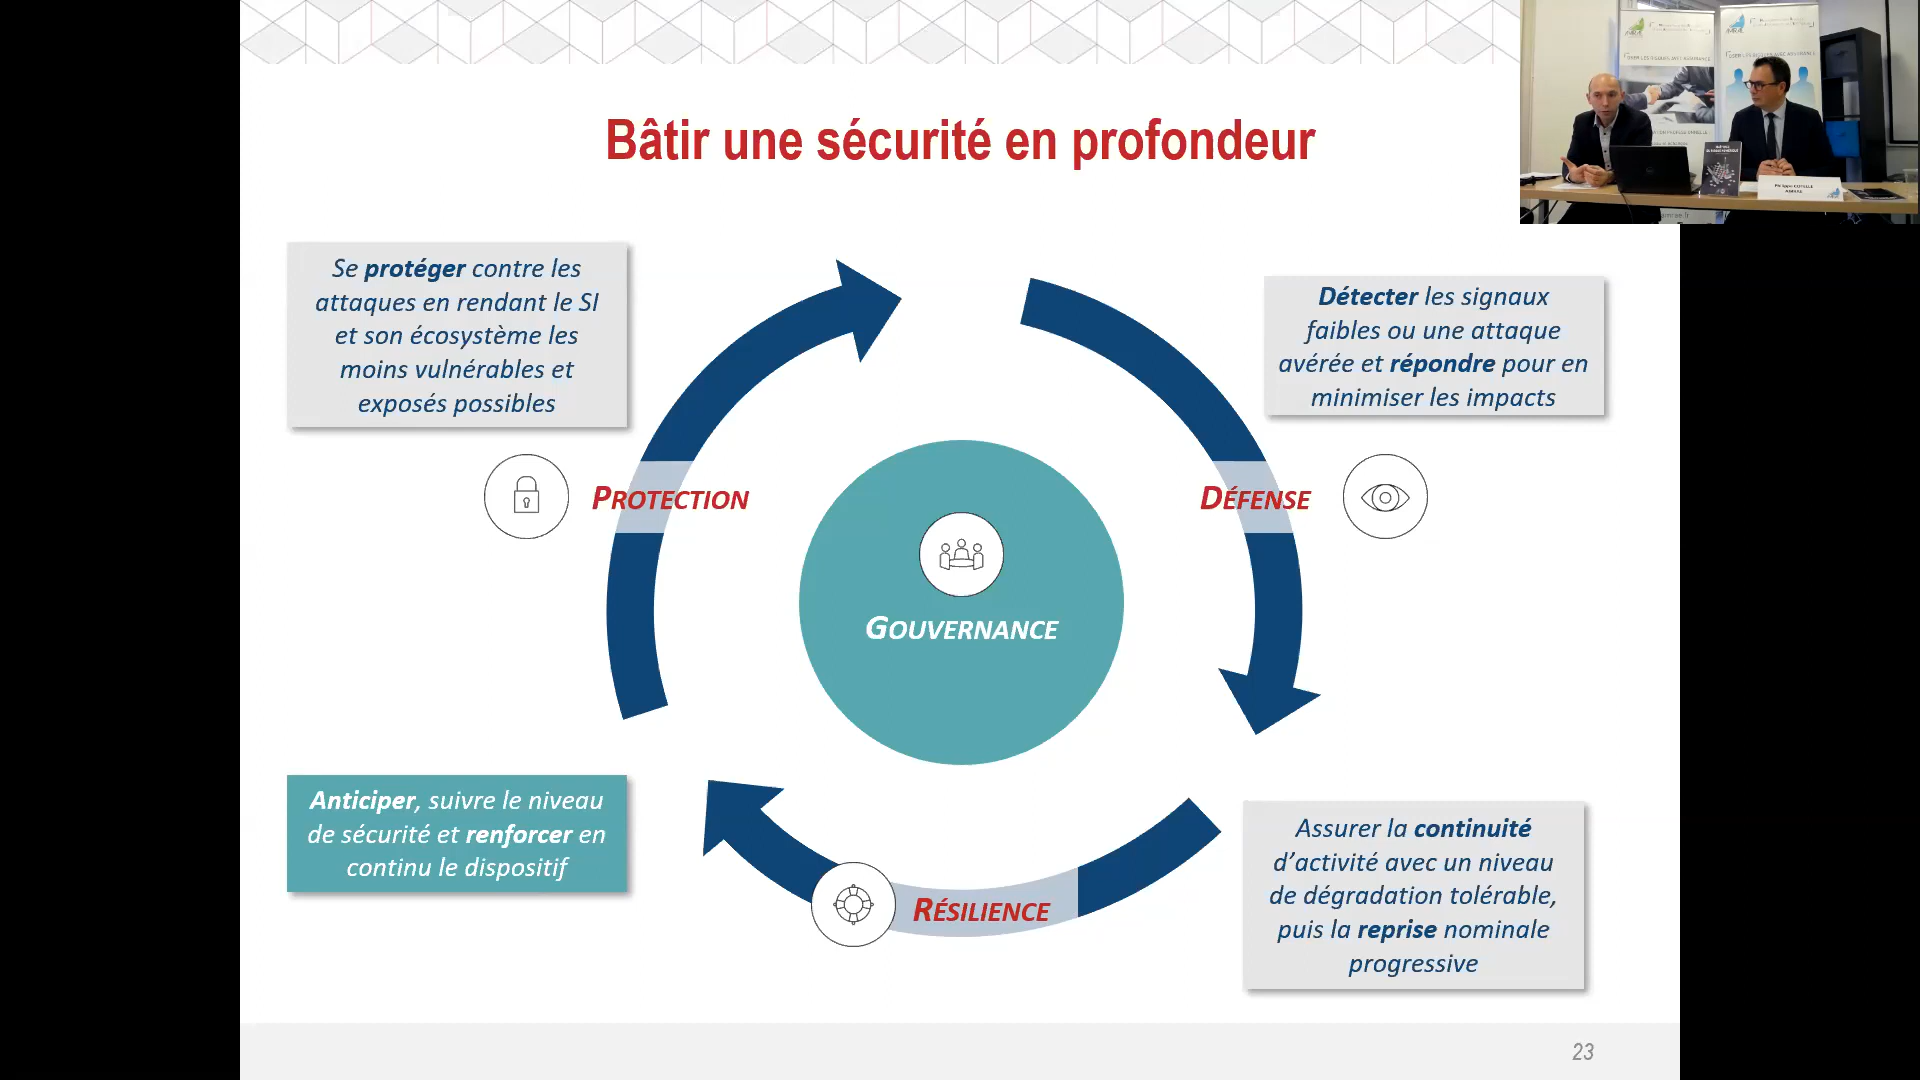 Bâtir une sécurité en profondeur
Se protéger contre les
attaques en rendant le SI
et son écosystème les
moins vulnérables et
exposés possibles
Détecter les signaux
faibles ou une attaque
avérée et répondre pour en
minimiser les impacts
PROTECTION
DÉFENSE
GOUVERNANCE
Anticiper, suivre le niveau
de sécurité et renforcer en
continu le dispositif
RÉSILIENCE
Assurer la continuité
d’activité avec un niveau
de dégradation tolérable,
puis la reprise nominale
progressive
23